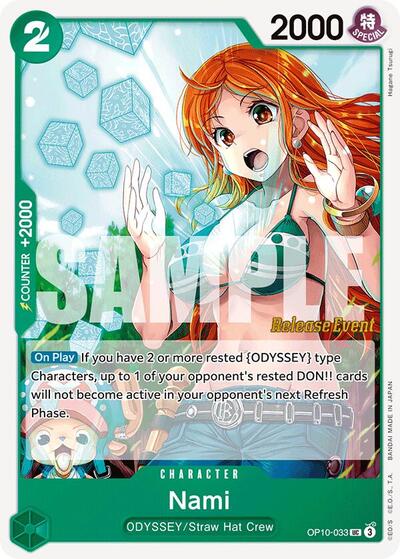 2
2000
特
SPECIAL
Hagane Tsurugi
COUNTER +2000
SAMPLE
Release Event
On Play If you have 2 or more rested {ODYSSEY} type
Characters, up to 1 of your opponent's rested DON!! cards
will not become active in your opponent's next Refresh
Phase.
CHARACTER
Nami
ODYSSEY/Straw Hat Crew
©E.O./S. ©E.O./S., T.A. BANDAI MADE IN JAPAN
OP10-033 UC 3